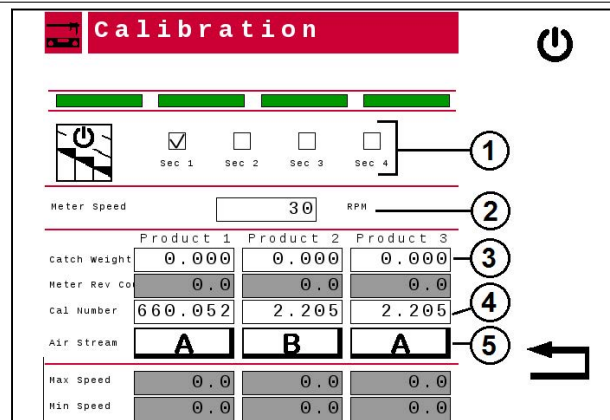 Calibration
Sec 1 Sec 2 Sec 3 Sec 4
1
Meter Speed 30 RPM
2
Product 1 Product 2 Product 3
Catch Weight 0.000 0.000 0.000
3
Meter Rev Cou 0.0 0.0 0.0
Cal Number 660.052 2.205 2.205
4
Air Stream A B A
5
Max Speed 0.0 0.0 0.0
Min Speed 0.0 0.0 0.0